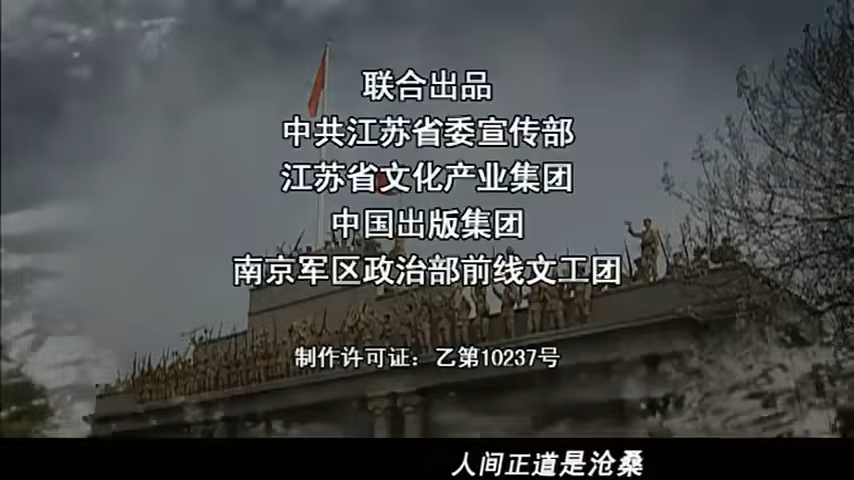 联合出品
中共江苏省委宣传部
江苏省文化产业集团
中国出版集团
南京军区政治部前线文工团
制作许可证：乙第10237号
人间正道是沧桑